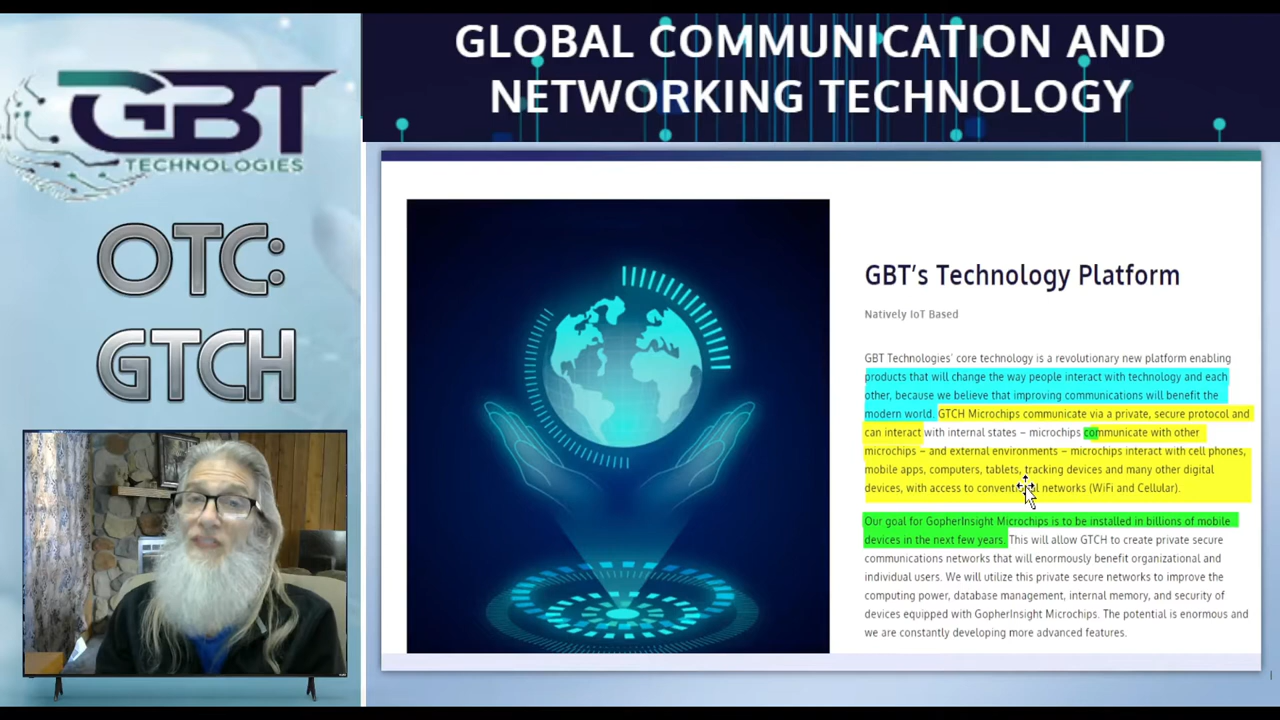 GBT
TECHNOLOGIES
OTC:
GTCH
GLOBAL COMMUNICATION AND
NETWORKING TECHNOLOGY
GBT’s Technology Platform
Natively IoT Based
GBT Technologies’ core technology is a revolutionary new platform enabling
products that will change the way people interact with technology and each
other, because we believe that improving communications will benefit the
modern world. GTCH Microchips communicate via a private, secure protocol and
can interact with internal states – microchips communicate with other
microchips – and external environments – microchips interact with cell phones,
mobile apps, computers, tablets, tracking devices and many other digital
devices, with access to conventional networks (WiFi and Cellular).
Our goal for GopherInsight Microchips is to be installed in billions of mobile
devices in the next few years. This will allow GTCH to create private secure
communications networks that will enormously benefit organizational and
individual users. We will utilize this private secure networks to improve the
computing power, database management, internal memory, and security of
devices equipped with GopherInsight Microchips. The potential is enormous and
we are constantly developing more advanced features.